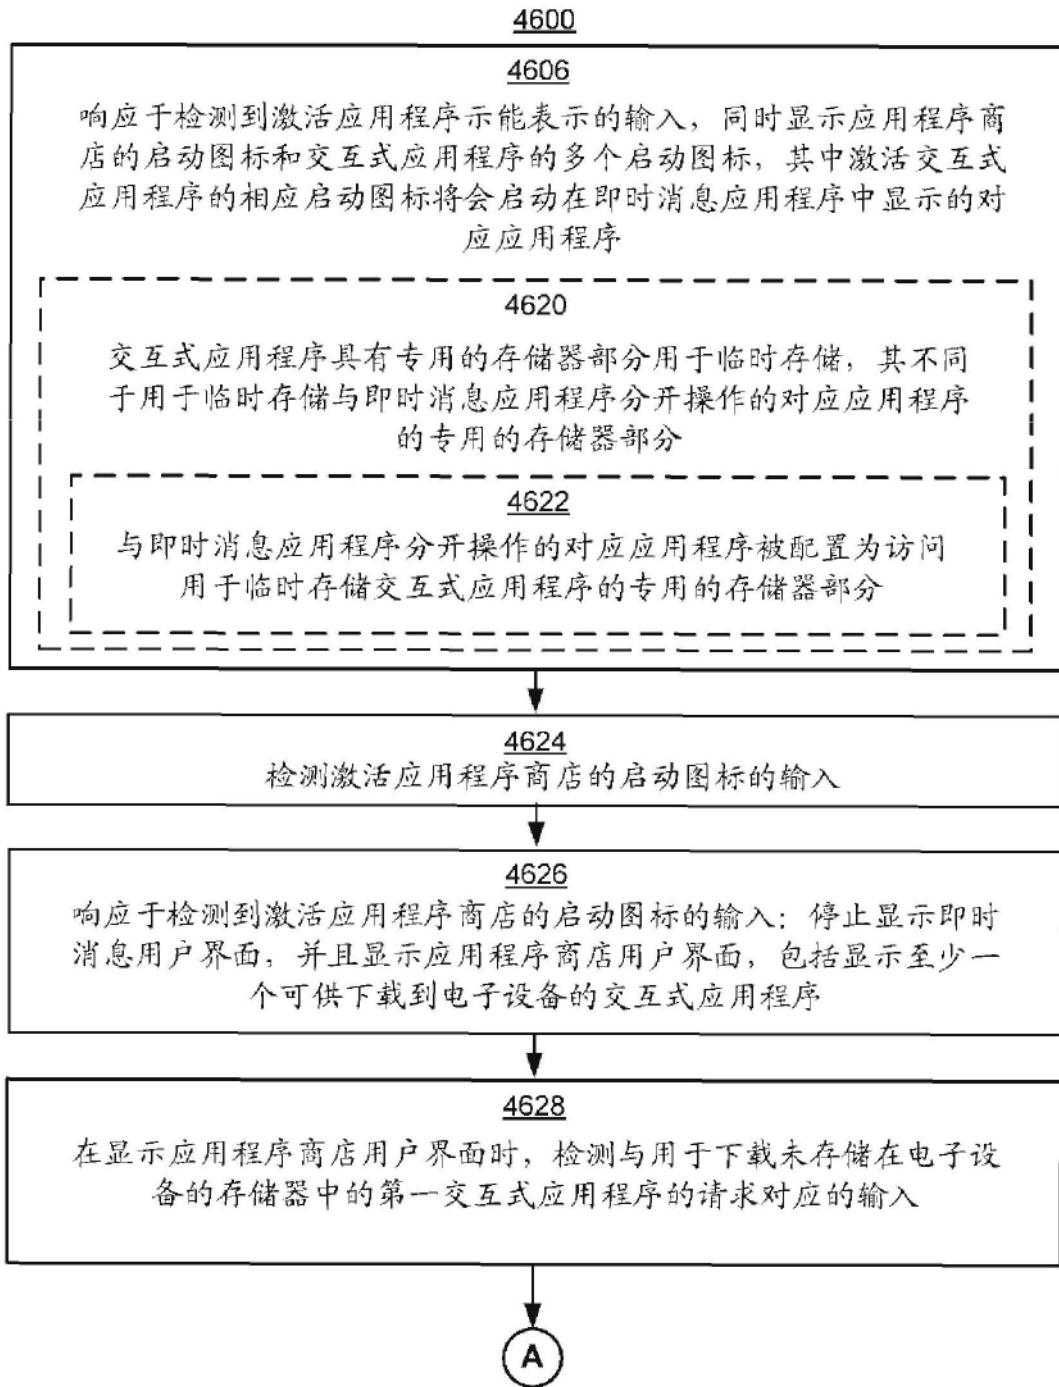 4600
4606
响应于检测到激活应用程序示能表示的输入，同时显示应用程序商
店的启动图标和交互式应用程序的多个启动图标，其中激活交互式
应用程序的相应启动图标将会启动在即时消息应用程序中显示的对
应应用程序
4620
交互式应用程序具有专用的存储器部分用于临时存储，其不同
于用于临时存储与即时消息应用程序分开操作的对应应用程序
的专用的存储器部分
4622
与即时消息应用程序分开操作的对应应用程序被配置为访问
用于临时存储交互式应用程序的专用的存储器部分
4624
检测激活应用程序商店的启动图标的输入
4626
响应于检测到激活应用程序商店的启动图标的输入：停止显示即时
消息用户界面，并且显示应用程序商店用户界面，包括显示至少一
个可供下载到电子设备的交互式应用程序
4628
在显示应用程序商店用户界面时，检测与用于下载未存储在电子设
备的存储器中的第一交互式应用程序的请求对应的输入
A